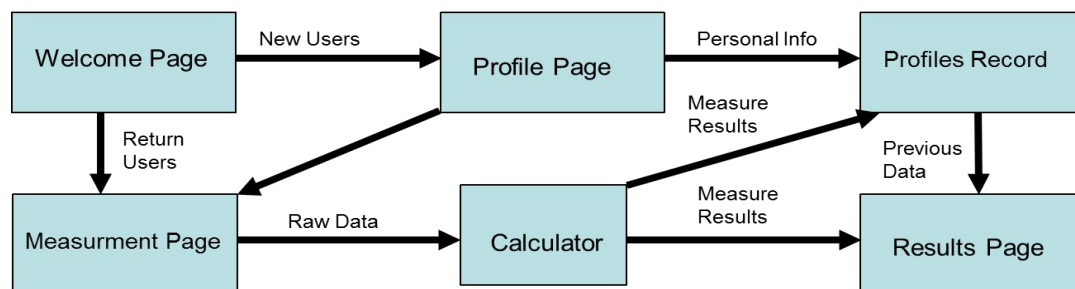 Welcome Page
New Users
Profile Page
Personal Info
Profiles Record
Return
Users
Measure
Results
Previous
Data
Measurment Page
Raw Data
Calculator
Measure
Results
Results Page